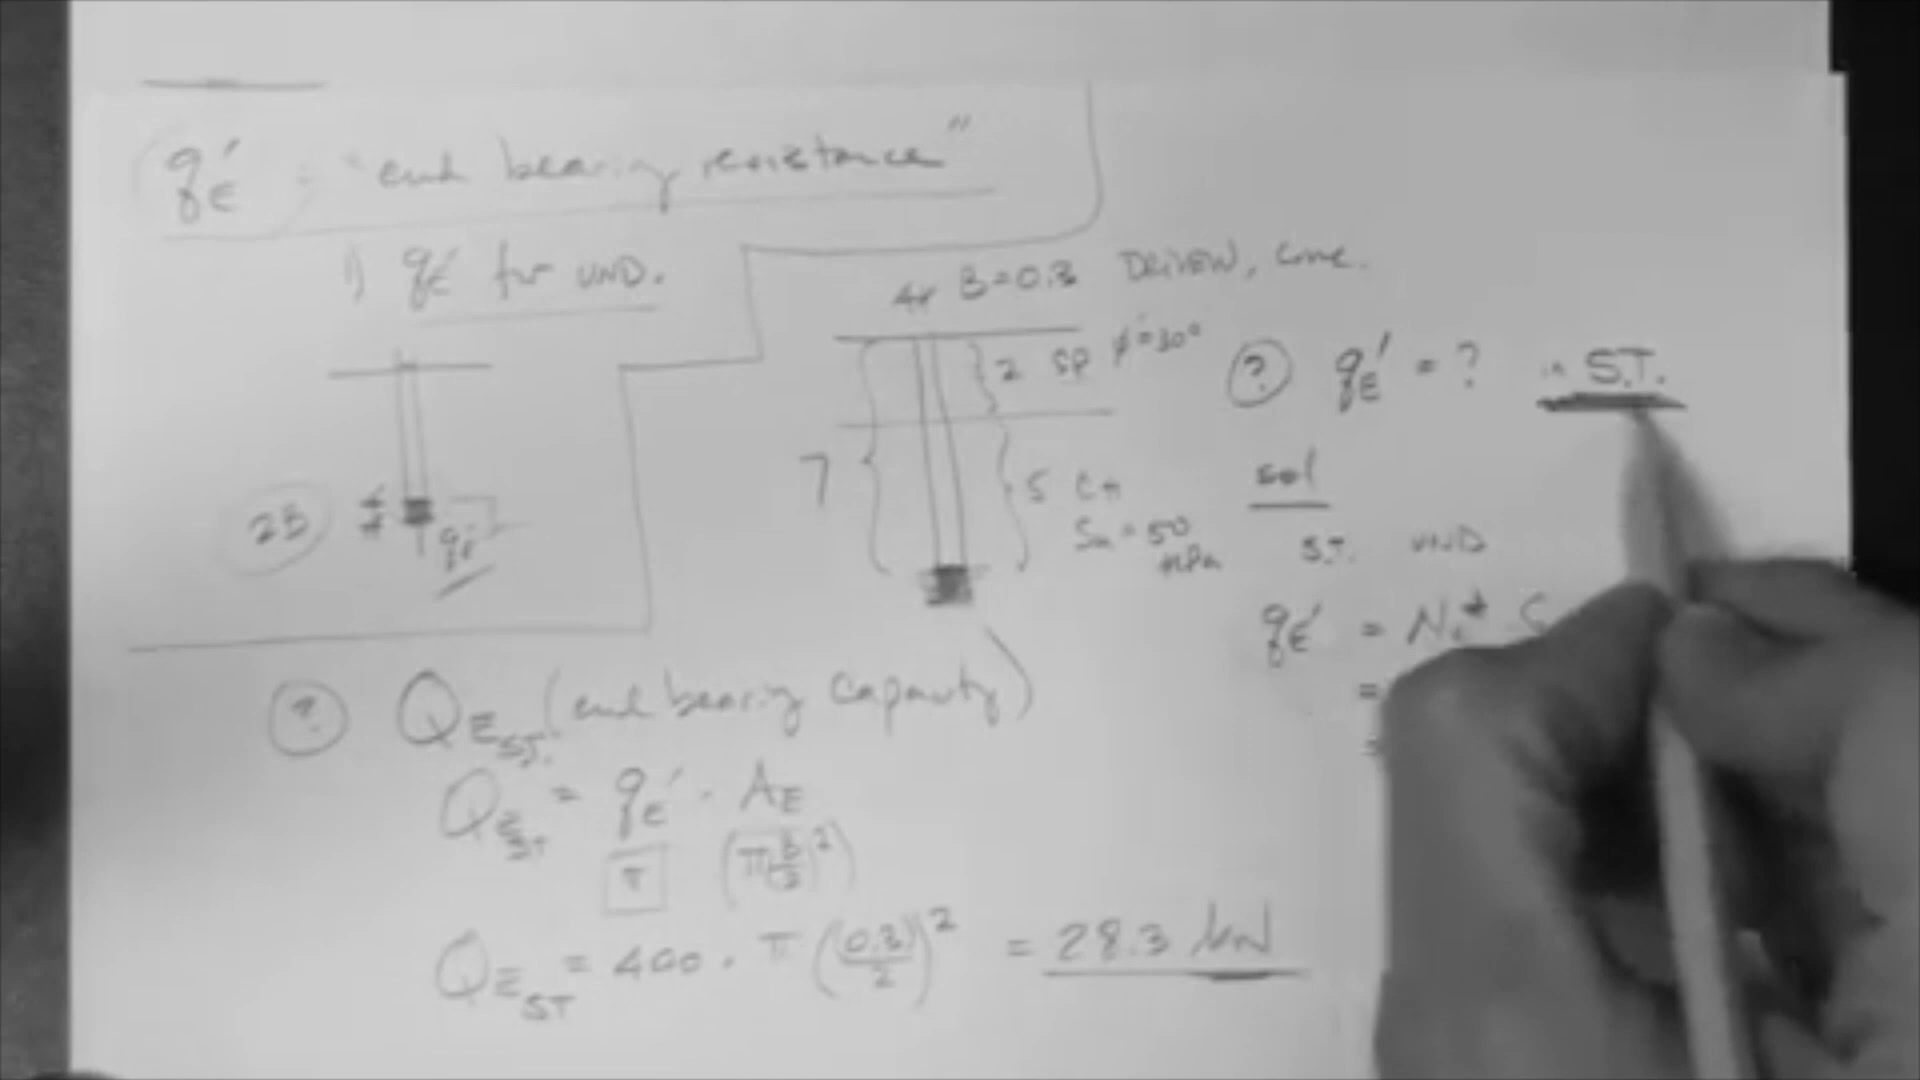 q'E = "end bearing resistance"
1) q'E for UND.
2B
q'E
B=0.3 DRIVEN, conc.
2 SP φ'=30°
7
5 CH
Su = 50 kPa
? q'E = ? in S.T.
sol
S.T. UND
q'E = Nc* S
=
=
? QE ST. (end bearing capacity)
QE ST = q'E · AE
(π b/2)²
QE ST = 400 · π (0.3/2)² = 28.3 kN